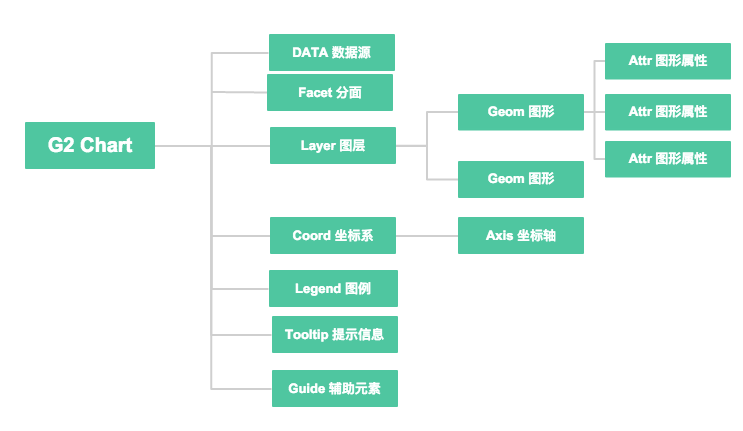 G2 Chart
DATA 数据源
Facet 分面
Layer 图层
Geom 图形
Attr 图形属性
Attr 图形属性
Attr 图形属性
Geom 图形
Coord 坐标系
Axis 坐标轴
Legend 图例
Tooltip 提示信息
Guide 辅助元素